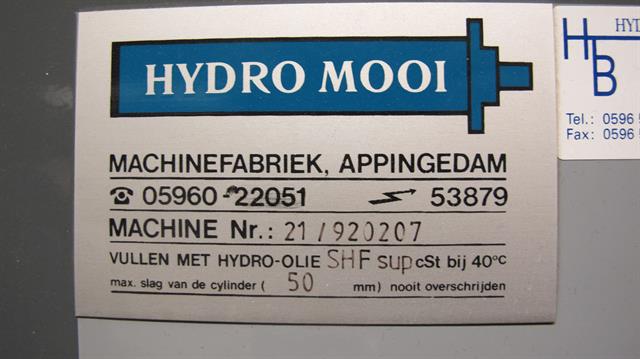 HYDRO MOOI
MACHINEFABRIEK, APPINGEDAM
☎ 05960-22051 53879
MACHINE Nr.: 21/920207
VULLEN MET HYDRO-OLIE SHF sup cSt bij 40°C
max. slag van de cylinder ( 50 mm) nooit overschrijden
HYD
HB
Tel.: 0596
Fax: 0596